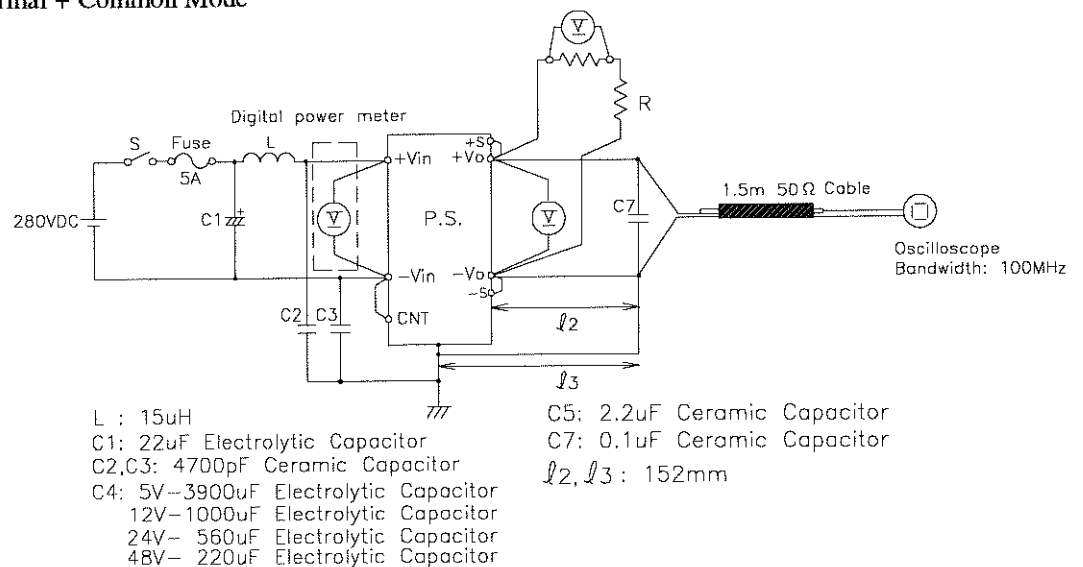 rmal + Common Mode
V
R
Digital power meter
S
Fuse
L
5A
+Vin
+S
+Vo
280VDC
C1
+
V
P.S.
V
C7
1.5m 50Ω Cable
Oscilloscope
Bandwidth: 100MHz
-Vin
-Vo
-S
C2
C3
CNT
ℓ2
ℓ3
L : 15uH
C1: 22uF Electrolytic Capacitor
C2,C3: 4700pF Ceramic Capacitor
C4: 5V-3900uF Electrolytic Capacitor
12V-1000uF Electrolytic Capacitor
24V- 560uF Electrolytic Capacitor
48V- 220uF Electrolytic Capacitor
C5: 2.2uF Ceramic Capacitor
C7: 0.1uF Ceramic Capacitor
ℓ2,ℓ3 : 152mm